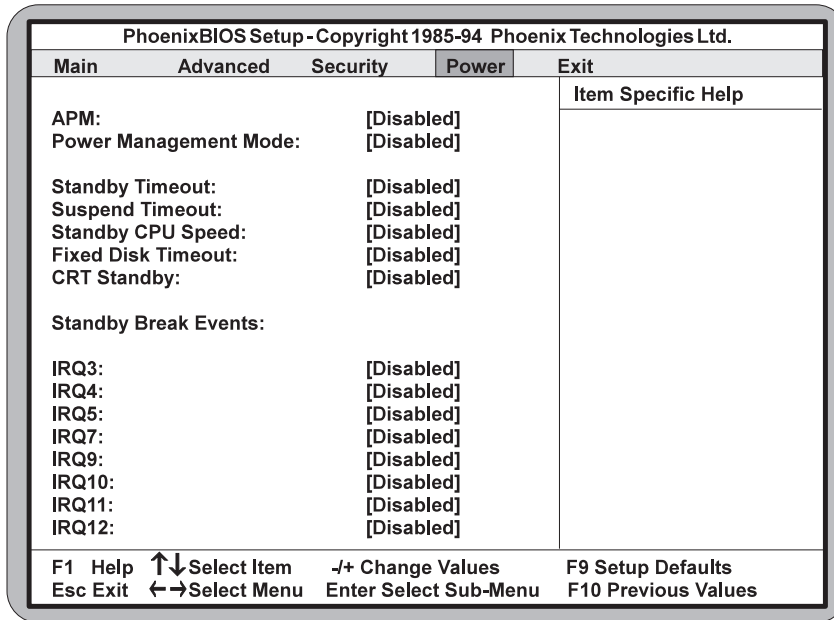 PhoenixBIOS Setup - Copyright 1985-94 Phoenix Technologies Ltd.
Main Advanced Security Power Exit
Item Specific Help
APM: [Disabled]
Power Management Mode: [Disabled]
Standby Timeout: [Disabled]
Suspend Timeout: [Disabled]
Standby CPU Speed: [Disabled]
Fixed Disk Timeout: [Disabled]
CRT Standby: [Disabled]
Standby Break Events:
IRQ3: [Disabled]
IRQ4: [Disabled]
IRQ5: [Disabled]
IRQ7: [Disabled]
IRQ9: [Disabled]
IRQ10: [Disabled]
IRQ11: [Disabled]
IRQ12: [Disabled]
F1 Help ↑↓ Select Item -/+ Change Values F9 Setup Defaults
Esc Exit ←→ Select Menu Enter Select Sub-Menu F10 Previous Values